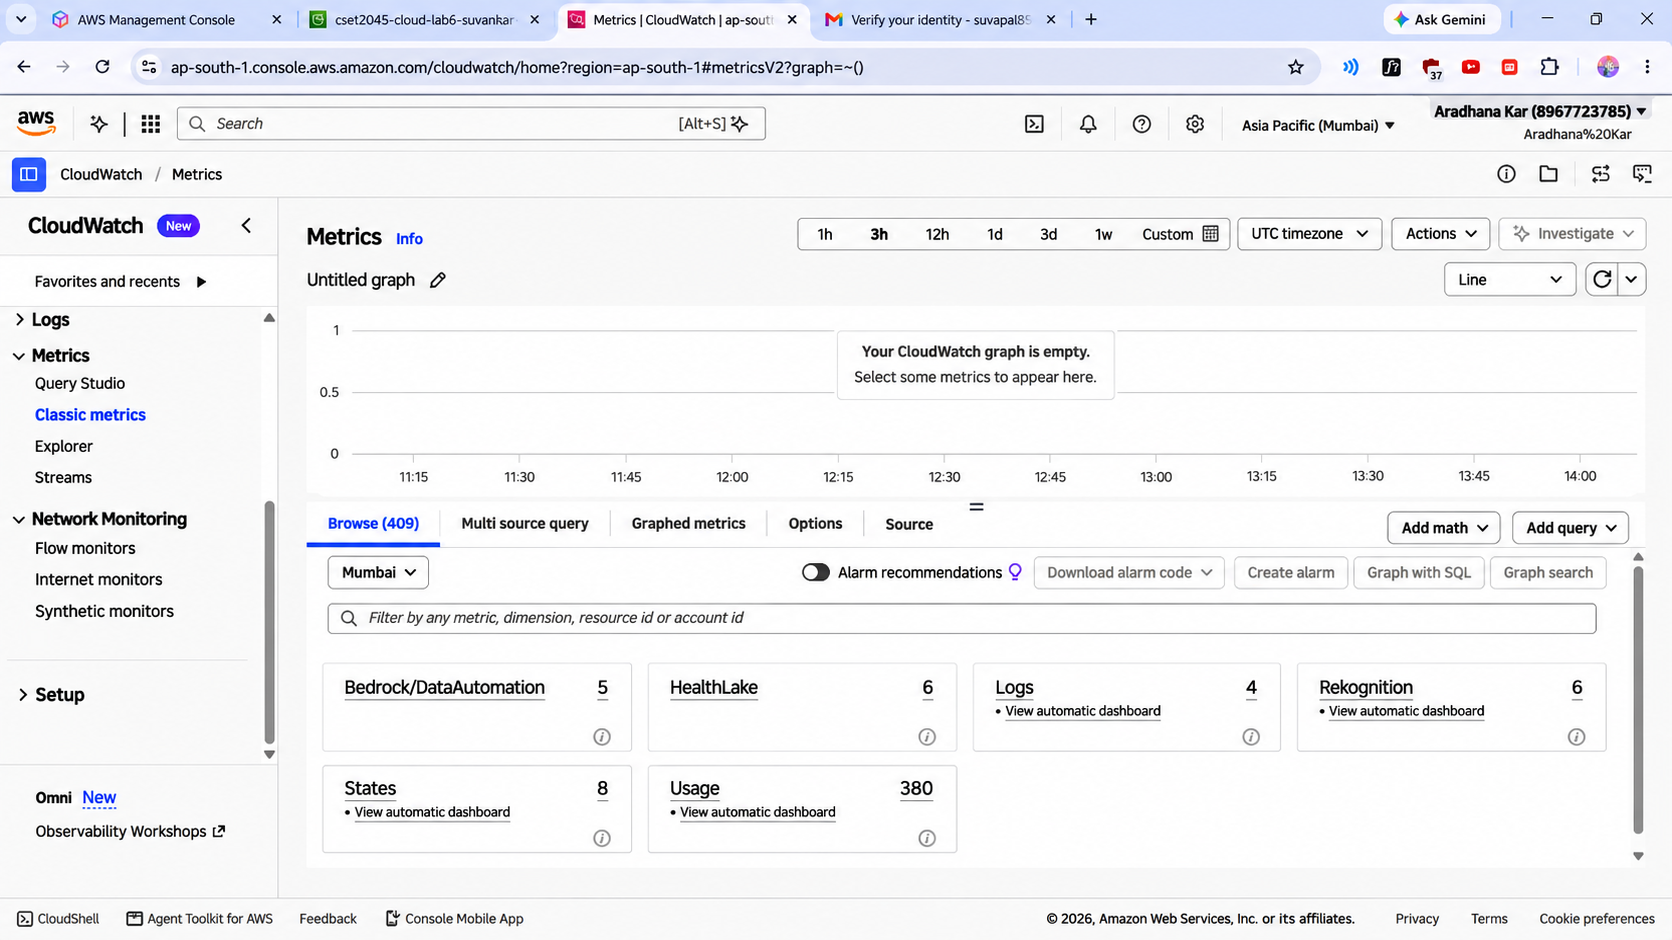 AWS Management Console
cset2045-cloud-lab6-suvankar
Metrics | CloudWatch | ap-south
Verify your identity - suvapal85
Ask Gemini
ap-south-1.console.aws.amazon.com/cloudwatch/home?region=ap-south-1#metricsV2?graph=~()
37
aws
Search
[Alt+S]
Asia Pacific (Mumbai)
Aradhana Kar (8967723785)
Aradhana%20Kar
CloudWatch / Metrics
CloudWatch New
Favorites and recents
Logs
Metrics
Query Studio
Classic metrics
Explorer
Streams
Network Monitoring
Flow monitors
Internet monitors
Synthetic monitors
Setup
Omni New
Observability Workshops
Metrics Info
1h 3h 12h 1d 3d 1w Custom
UTC timezone
Actions
Investigate
Untitled graph
Line
1
0.5
0
Your CloudWatch graph is empty.
Select some metrics to appear here.
11:15 11:30 11:45 12:00 12:15 12:30 12:45 13:00 13:15 13:30 13:45 14:00
Browse (409) Multi source query Graphed metrics Options Source
Add math Add query
Mumbai
Alarm recommendations
Download alarm code
Create alarm
Graph with SQL
Graph search
Filter by any metric, dimension, resource id or account id
Bedrock/DataAutomation 5
HealthLake 6
Logs 4
• View automatic dashboard
Rekognition 6
• View automatic dashboard
States 8
• View automatic dashboard
Usage 380
• View automatic dashboard
CloudShell Agent Toolkit for AWS Feedback Console Mobile App
© 2026, Amazon Web Services, Inc. or its affiliates. Privacy Terms Cookie preferences